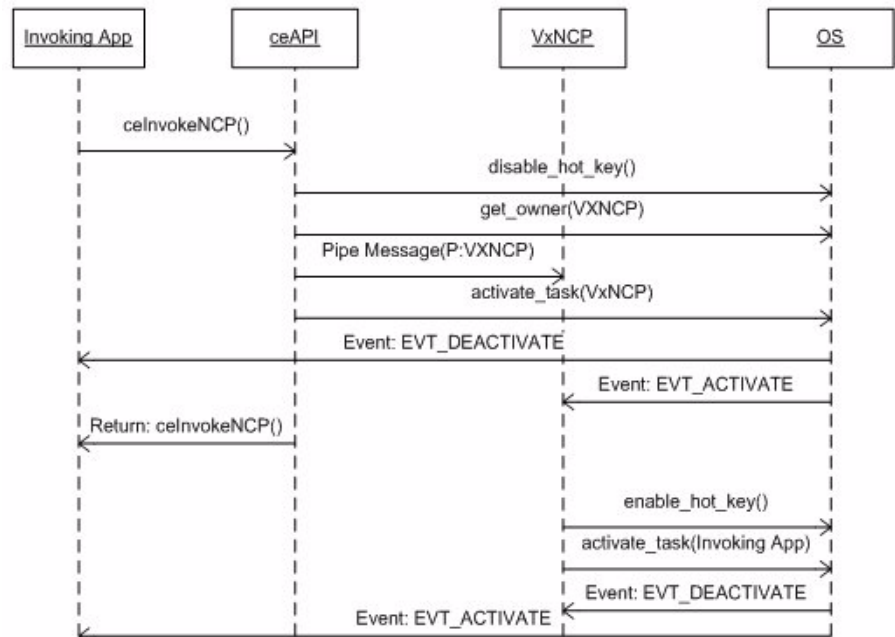 Invoking App
ceAPI
VxNCP
OS
ceInvokeNCP()
disable_hot_key()
get_owner(VXNCP)
Pipe Message(P:VXNCP)
activate_task(VxNCP)
Event: EVT_DEACTIVATE
Event: EVT_ACTIVATE
Return: ceInvokeNCP()
enable_hot_key()
activate_task(Invoking App)
Event: EVT_DEACTIVATE
Event: EVT_ACTIVATE